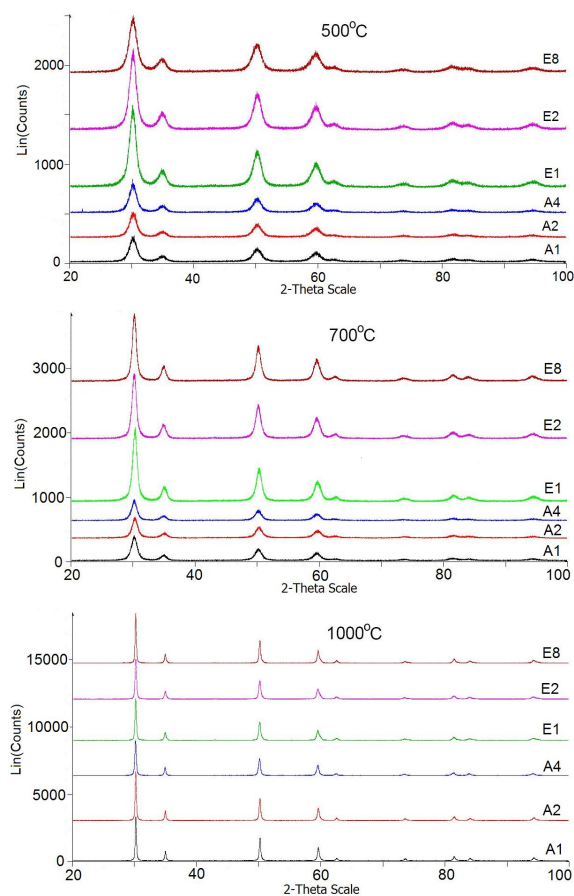 500°C
Lin(Counts)
2000
1000
0
E8
E2
E1
A4
A2
A1
20 40 60 80 100
2-Theta Scale
700°C
Lin(Counts)
3000
2000
1000
0
E8
E2
E1
A4
A2
A1
20 40 60 80 100
2-Theta Scale
1000°C
Lin(Counts)
15000
10000
5000
0
E8
E2
E1
A4
A2
A1
20 40 60 80 100
2-Theta Scale